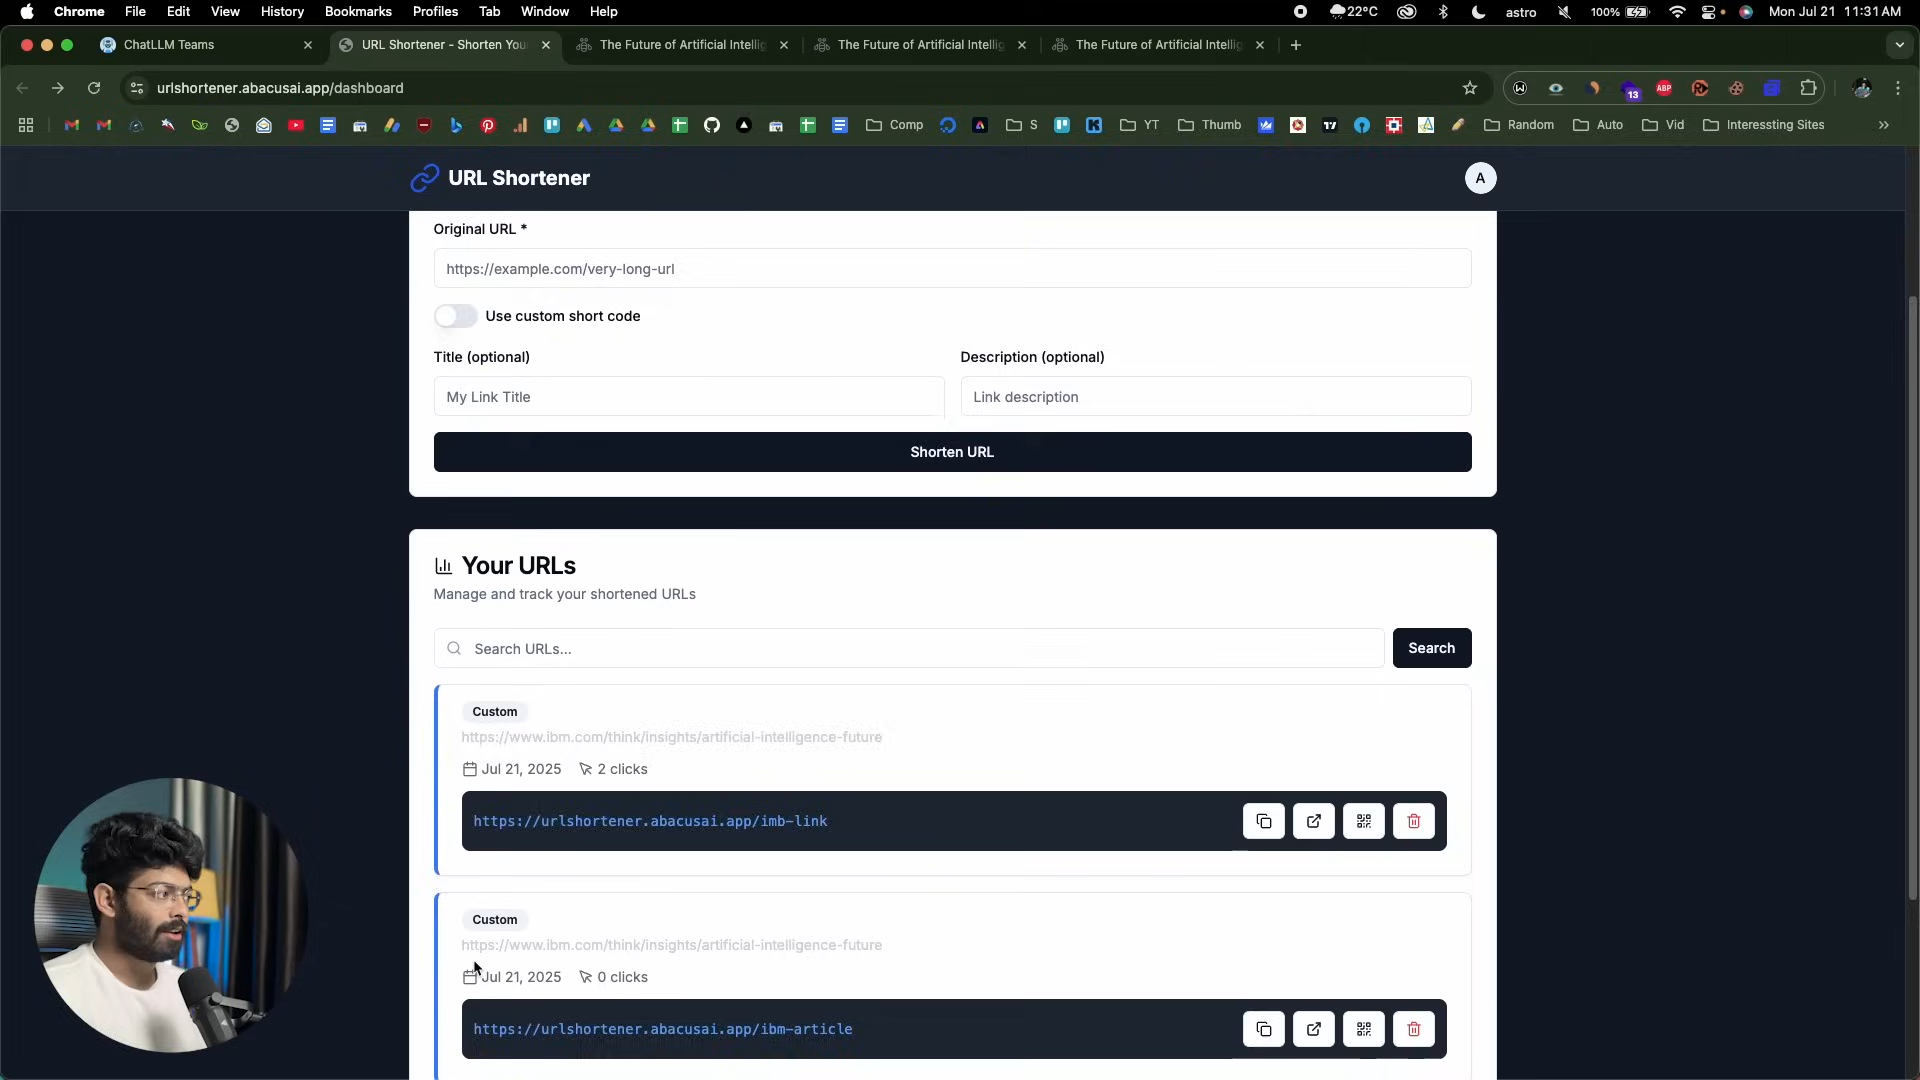 Chrome File Edit View History Bookmarks Profiles Tab Window Help 22°C astro 100% Mon Jul 21 11:31 AM
ChatLLM Teams URL Shortener - Shorten You The Future of Artificial Intellig The Future of Artificial Intellig The Future of Artificial Intellig
urlshortener.abacusai.app/dashboard ABP 13
Comp S YT Thumb Random Auto Vid Interessting Sites
URL Shortener A
Original URL *
https://example.com/very-long-url
Use custom short code
Title (optional) Description (optional)
My Link Title Link description
Shorten URL
Your URLs
Manage and track your shortened URLs
Search URLs... Search
Custom
https://www.ibm.com/think/insights/artificial-intelligence-future
Jul 21, 2025 2 clicks
https://urlshortener.abacusai.app/imb-link
Custom
https://www.ibm.com/think/insights/artificial-intelligence-future
Jul 21, 2025 0 clicks
https://urlshortener.abacusai.app/ibm-article